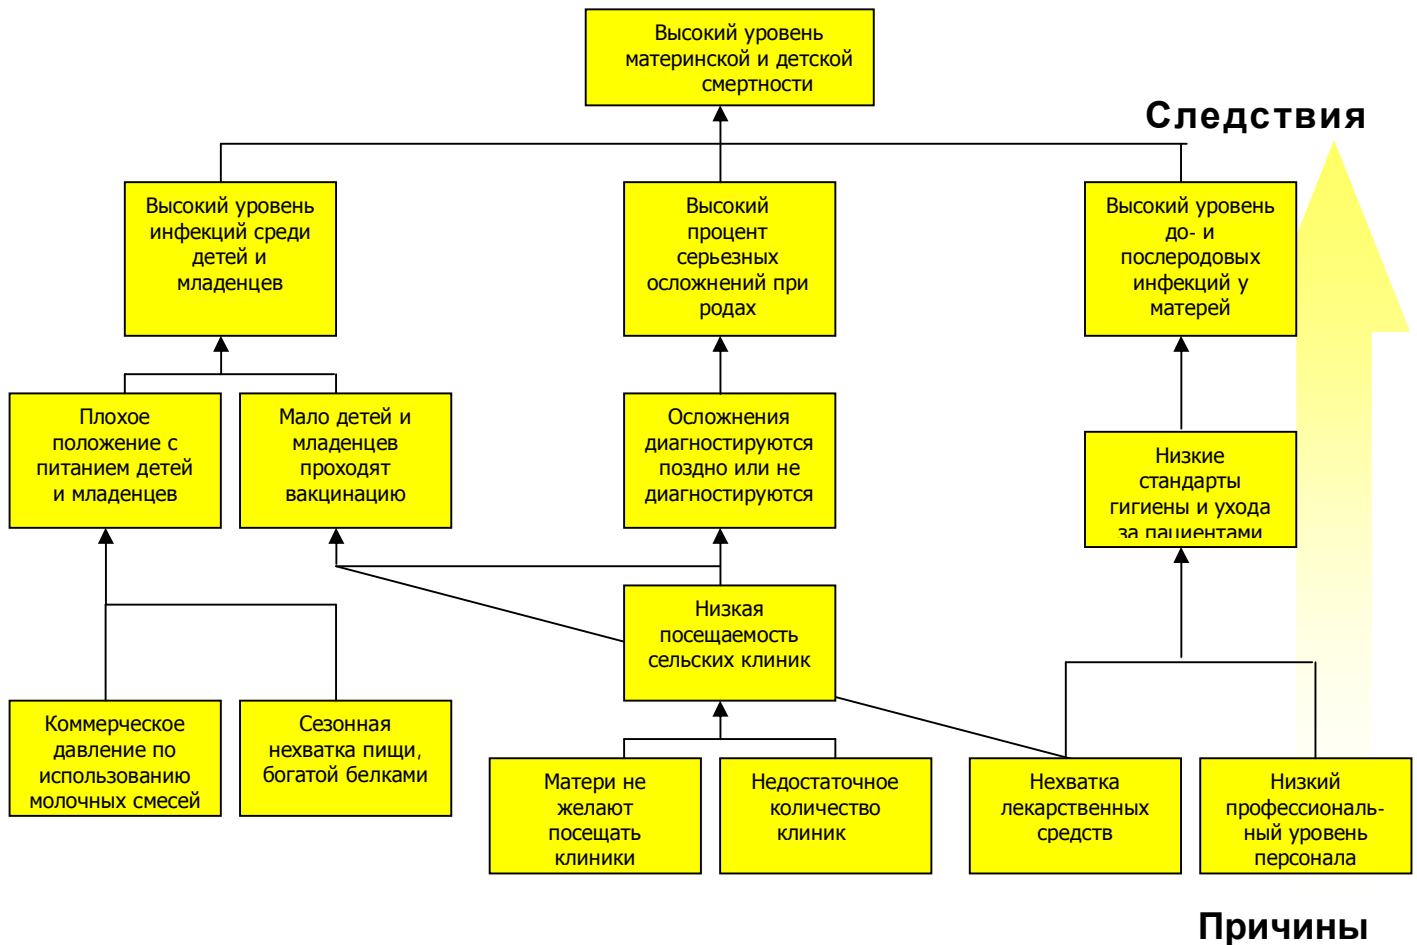 Высокий уровень
материнской и детской
смертности
Следствия
Высокий уровень
инфекций среди
детей и
младенцев
Высокий
процент
серьезных
осложнений при
родах
Высокий уровень
до- и
послеродовых
инфекций у
матерей
Плохое
положение с
питанием детей
и младенцев
Мало детей и
младенцев
проходят
вакцинацию
Осложнения
диагностируются
поздно или не
диагностируются
Низкие
стандарты
гигиены и ухода
за пациентами
Низкая
посещаемость
сельских клиник
Коммерческое
давление по
использованию
молочных смесей
Сезонная
нехватка пищи,
богатой белками
Матери не
желают
посещать
клиники
Недостаточное
количество
клиник
Нехватка
лекарственных
средств
Низкий
профессиональ-
ный уровень
персонала
Причины